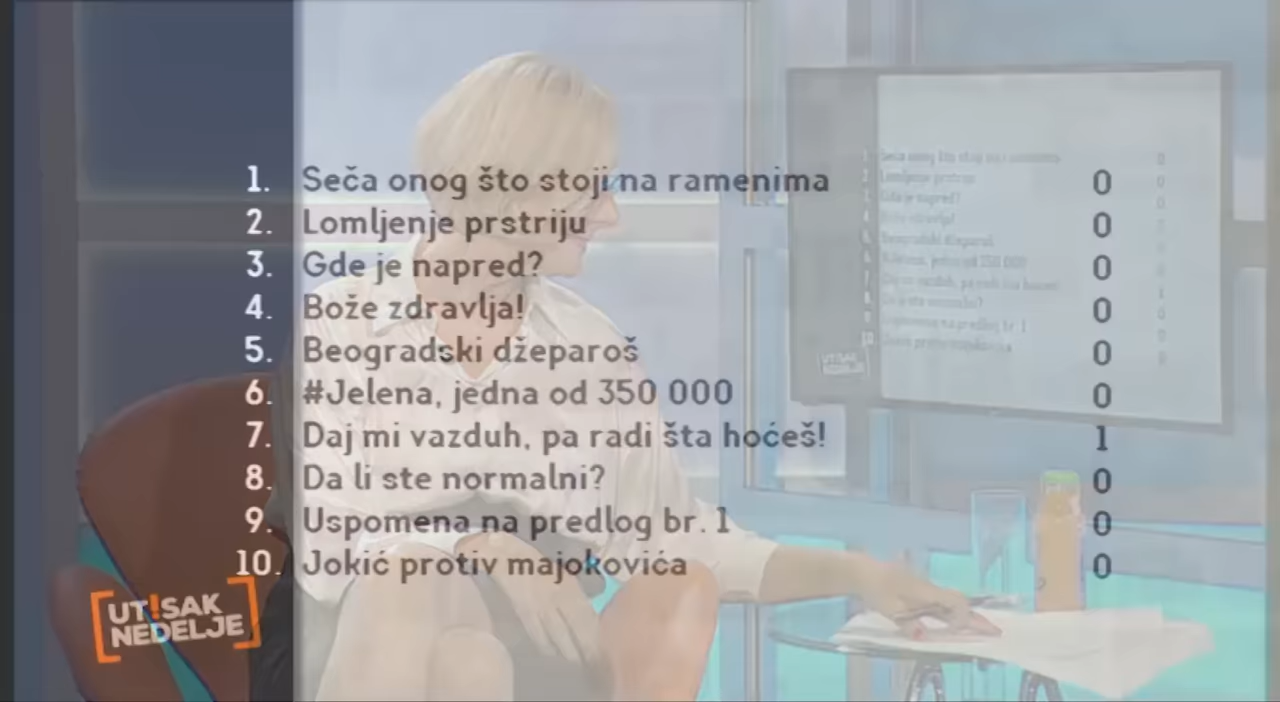 1. Seča onog što stoji na ramenima 0
2. Lomljenje prstriju 0
3. Gde je napred? 0
4. Bože zdravlja! 0
5. Beogradski džeparoš 0
6. #Jelena, jedna od 350 000 0
7. Daj mi vazduh, pa radi šta hoćeš! 1
8. Da li ste normalni? 0
9. Uspomena na predlog br. 1 0
10. Jokić protiv majokovića 0
UT!SAK
NEDELJE